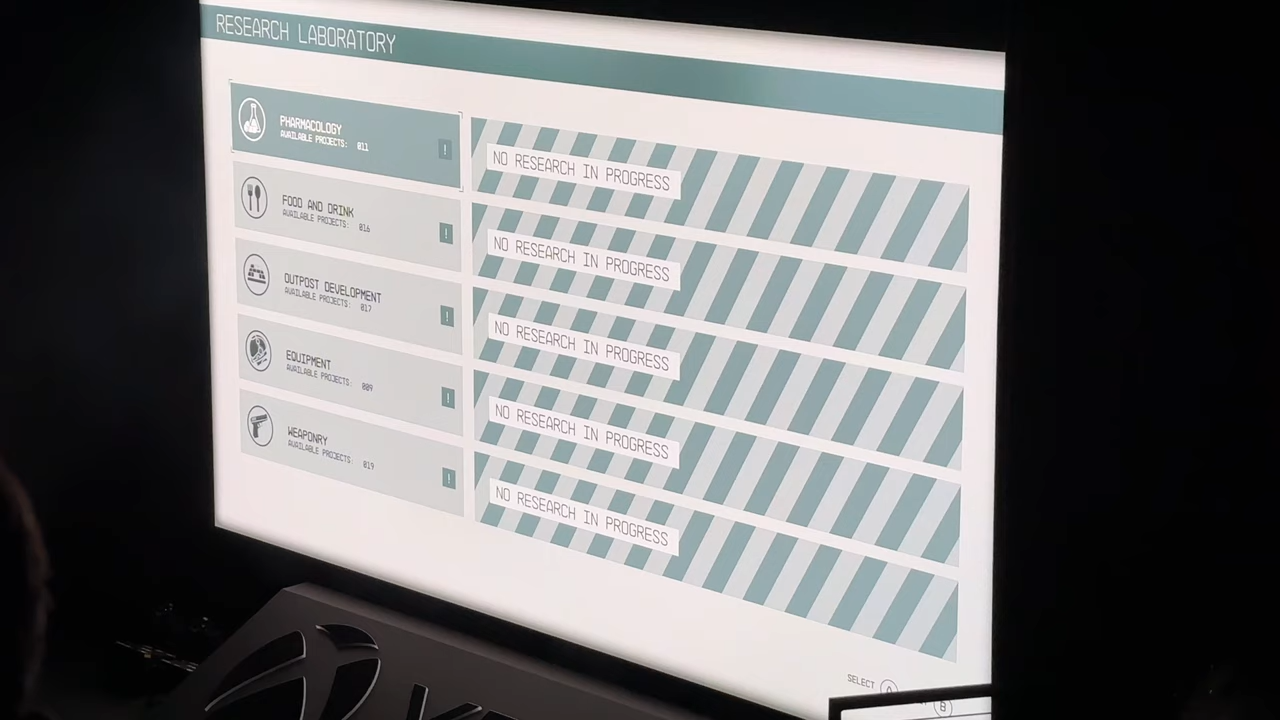 RESEARCH LABORATORY
PHARMACOLOGY
AVAILABLE PROJECTS: 011
!
FOOD AND DRINK
AVAILABLE PROJECTS: 016
!
OUTPOST DEVELOPMENT
AVAILABLE PROJECTS: 017
!
EQUIPMENT
AVAILABLE PROJECTS: 009
!
WEAPONRY
AVAILABLE PROJECTS: 019
!
NO RESEARCH IN PROGRESS
NO RESEARCH IN PROGRESS
NO RESEARCH IN PROGRESS
NO RESEARCH IN PROGRESS
NO RESEARCH IN PROGRESS
SELECT
B